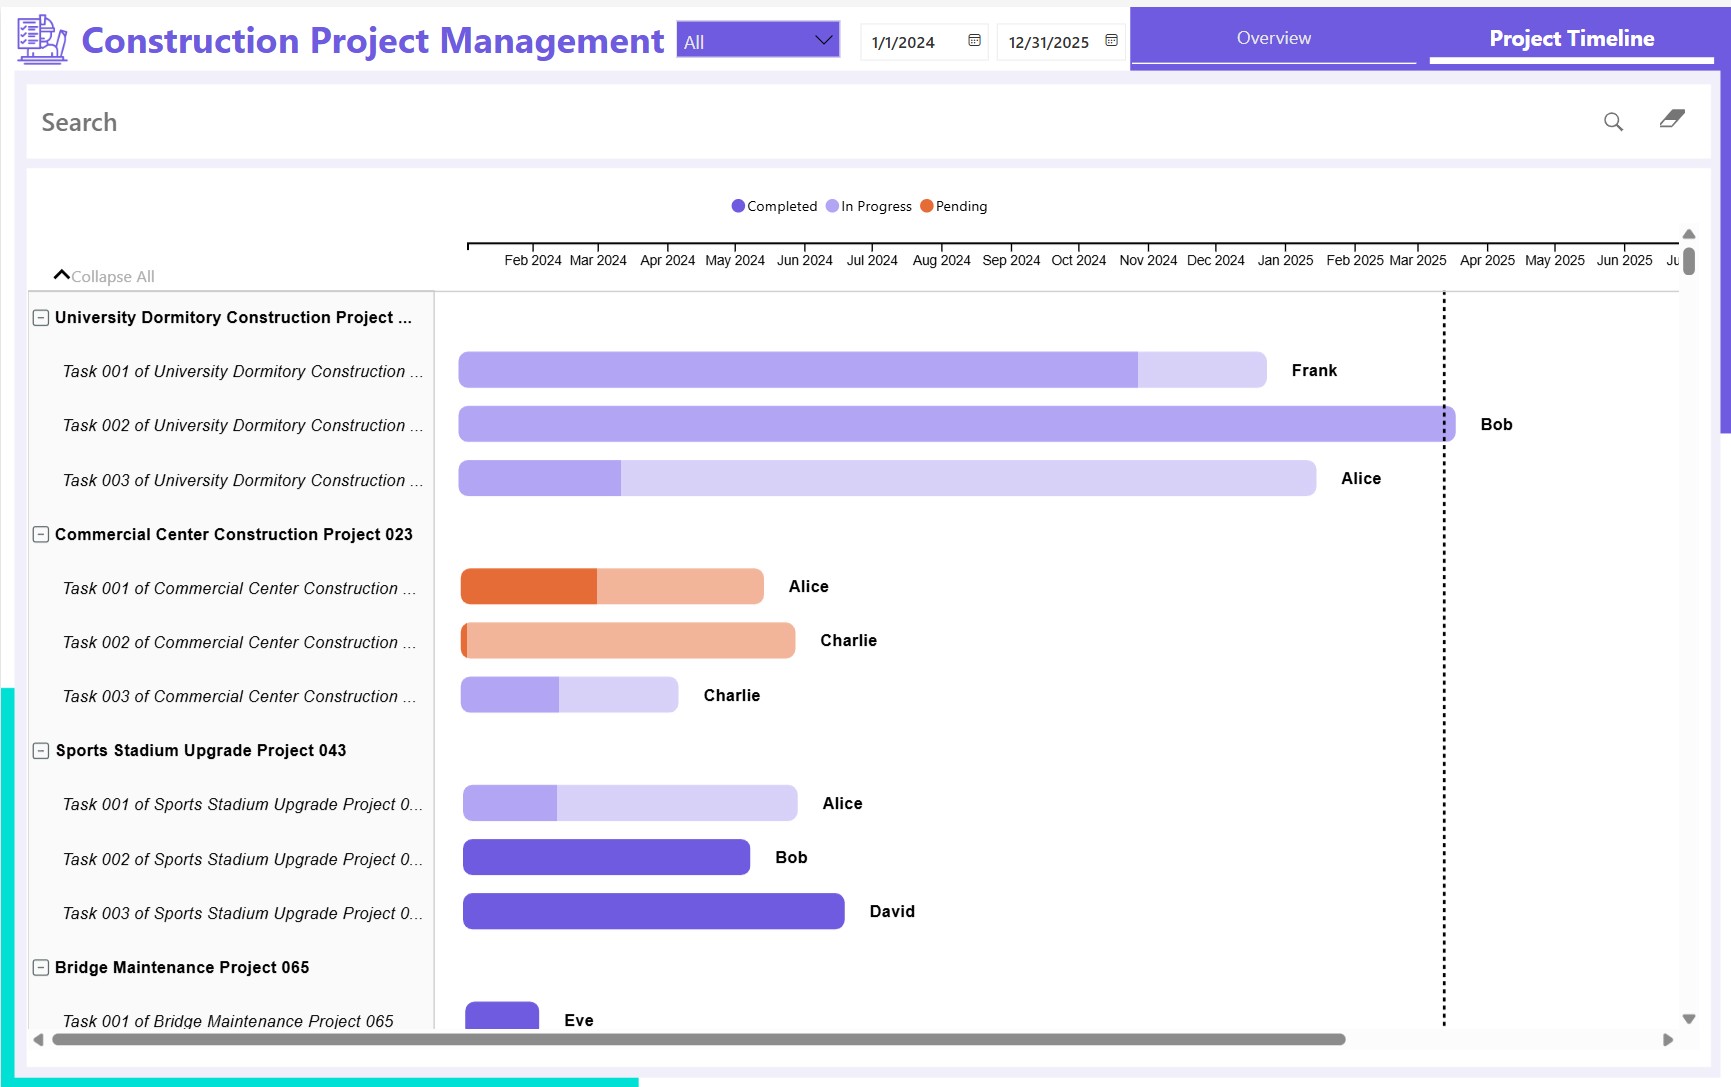 Construction Project Management
All
1/1/2024
12/31/2025
Overview
Project Timeline
Search
Completed In Progress Pending
Feb 2024 Mar 2024 Apr 2024 May 2024 Jun 2024 Jul 2024 Aug 2024 Sep 2024 Oct 2024 Nov 2024 Dec 2024 Jan 2025 Feb 2025 Mar 2025 Apr 2025 May 2025 Jun 2025 Ju
Collapse All
University Dormitory Construction Project ...
Task 001 of University Dormitory Construction ... Frank
Task 002 of University Dormitory Construction ... Bob
Task 003 of University Dormitory Construction ... Alice
Commercial Center Construction Project 023
Task 001 of Commercial Center Construction ... Alice
Task 002 of Commercial Center Construction ... Charlie
Task 003 of Commercial Center Construction ... Charlie
Sports Stadium Upgrade Project 043
Task 001 of Sports Stadium Upgrade Project 0... Alice
Task 002 of Sports Stadium Upgrade Project 0... Bob
Task 003 of Sports Stadium Upgrade Project 0... David
Bridge Maintenance Project 065
Task 001 of Bridge Maintenance Project 065 Eve